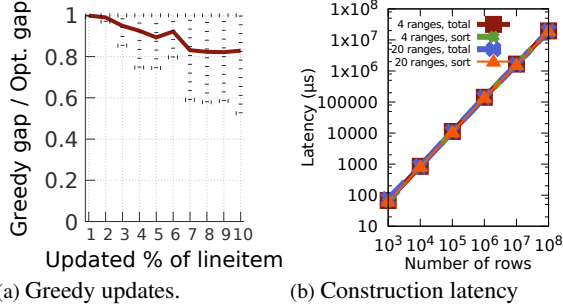 Greedy gap / Opt. gap
1
0.8
0.6
0.4
0.2
0
1 2 3 4 5 6 7 8 9 10
Updated % of lineitem
(a) Greedy updates.
Latency (µs)
1x10^8
1x10^7
1x10^6
100000
10000
1000
100
10
4 ranges, total
4 ranges, sort
20 ranges, total
20 ranges, sort
10^3 10^4 10^5 10^6 10^7 10^8
Number of rows
(b) Construction latency